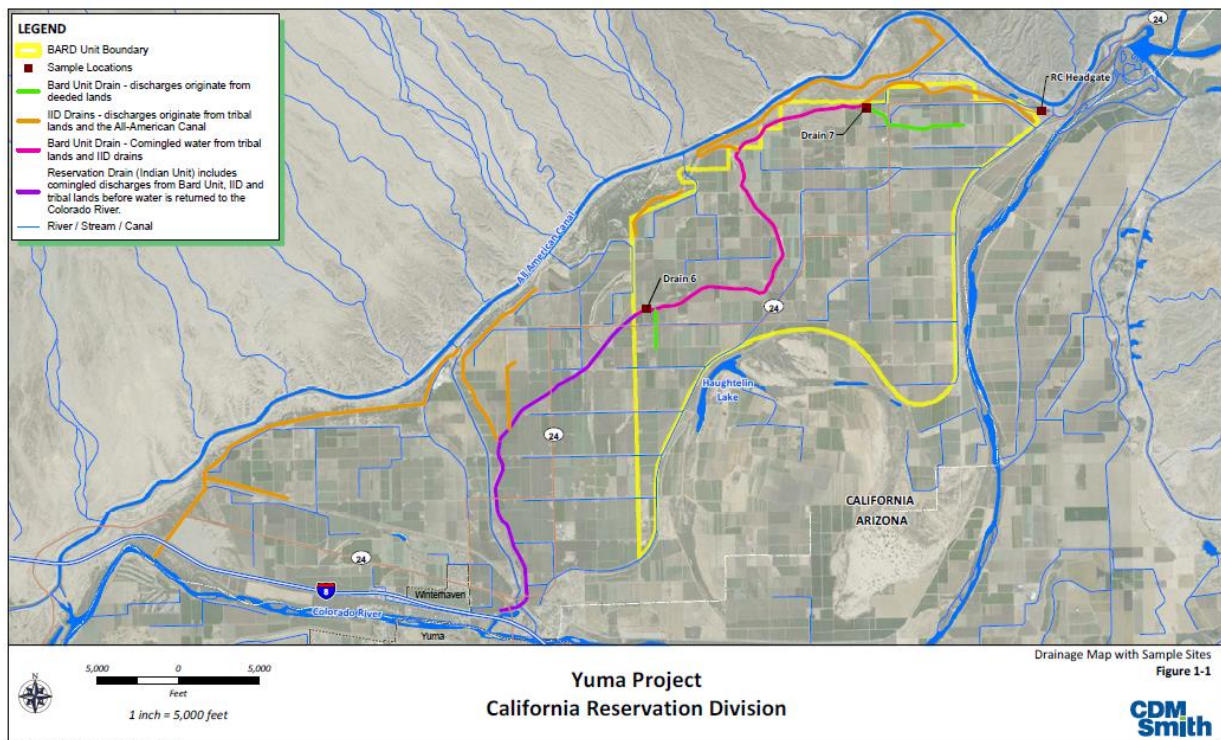 LEGEND
BARD Unit Boundary
Sample Locations
Bard Unit Drain - discharges originate from
deeded lands
IID Drains - discharges originate from tribal
lands and the All-American Canal
Bard Unit Drain - Comingled water from tribal
lands and IID drains
Reservation Drain (Indian Unit) includes
comingled discharges from Bard Unit, IID and
tribal lands before water is returned to the
Colorado River.
River / Stream / Canal
24
RC Headgate
Drain 7
All American Canal
Drain 6
24
Haughtelin
Lake
24
CALIFORNIA
ARIZONA
24
8
Winterhaven
Colorado River
Yuma
Drainage Map with Sample Sites
Figure 1-1
N
5,000 0 5,000
Feet
1 inch = 5,000 feet
Yuma Project
California Reservation Division
CDM
Smith